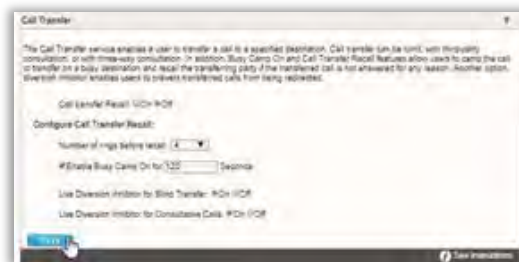 Call Transfer
?
The Call Transfer service enables a user to transfer a call to a specified destination. Call transfer can be blind, with third-party
consultation, or with three-way consultation. In addition, Busy Camp On and Call Transfer Recall features allow users to camp the call
or transfer on a busy destination and recall the transferring party if the transferred call is not answered for any reason. Another option,
diversion inhibitor enables users to prevent transferred calls from being redirected.
Call transfer Recall: On Off
Configure Call Transfer Recall:
Number of rings before recall: 4
Enable Busy Camp On for 120 Seconds
Use Diversion Inhibitor for Blind Transfer: On Off
Use Diversion Inhibitor for Consultative Calls: On Off